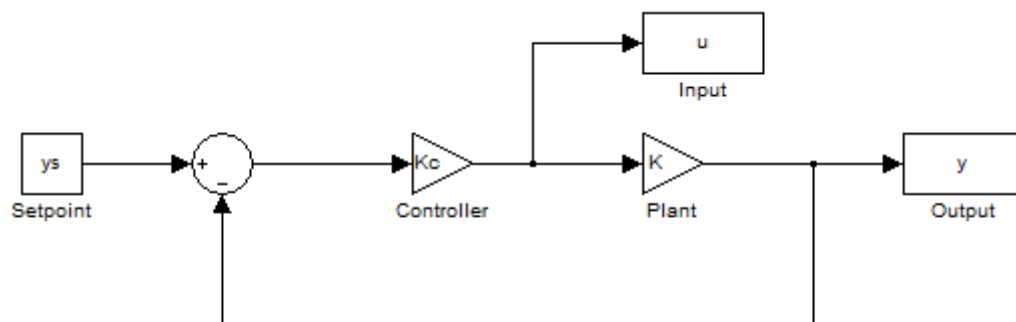 u
Input
ys
+
−
Kc
K
y
Setpoint
Controller
Plant
Output